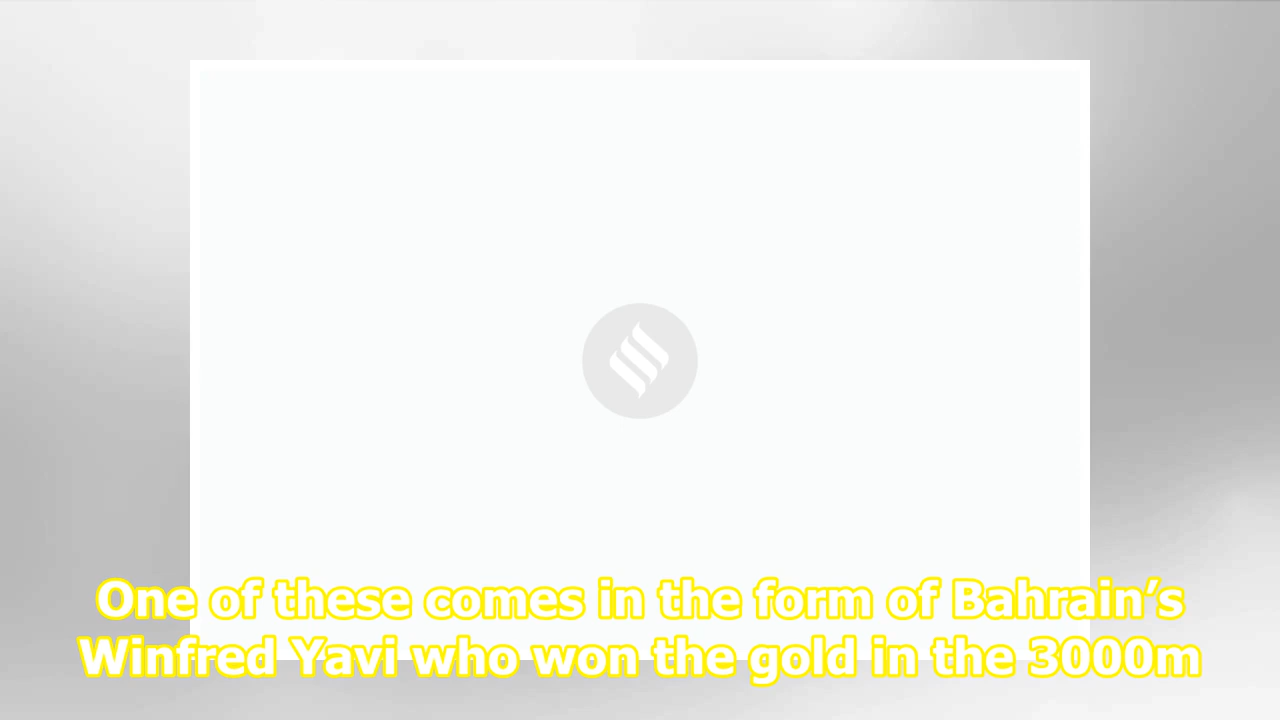 One of these comes in the form of Bahrain’s
Winfred Yavi who won the gold in the 3000m